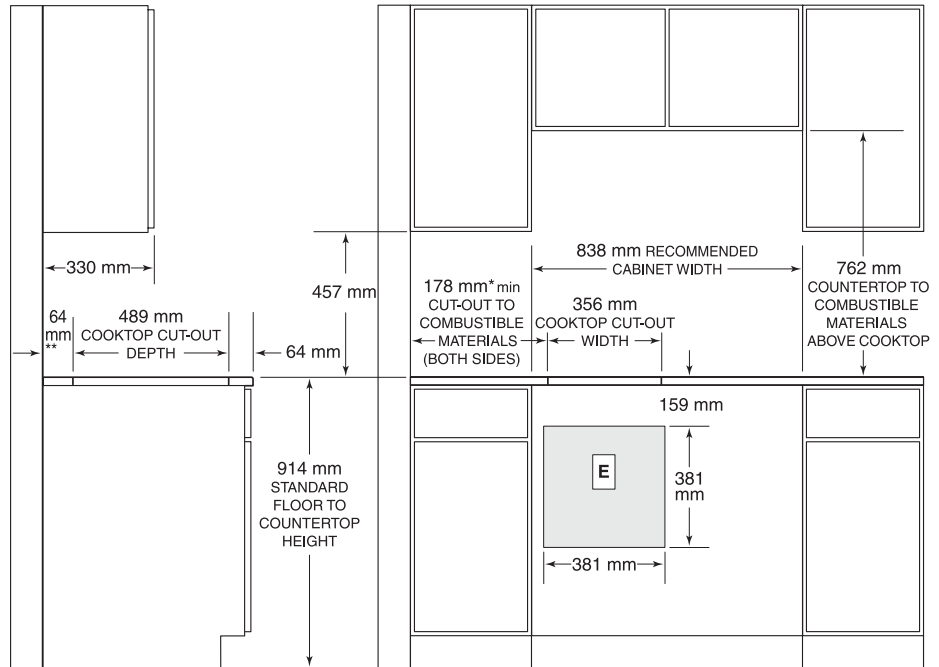 330 mm
457 mm
64
mm
**
489 mm
COOKTOP CUT-OUT
DEPTH
64 mm
914 mm
STANDARD
FLOOR TO
COUNTERTOP
HEIGHT
838 mm RECOMMENDED
CABINET WIDTH
178 mm* min
CUT-OUT TO
COMBUSTIBLE
MATERIALS
(BOTH SIDES)
356 mm
COOKTOP CUT-OUT
WIDTH
762 mm
COUNTERTOP TO
COMBUSTIBLE
MATERIALS
ABOVE COOKTOP
159 mm
E
381
mm
381 mm